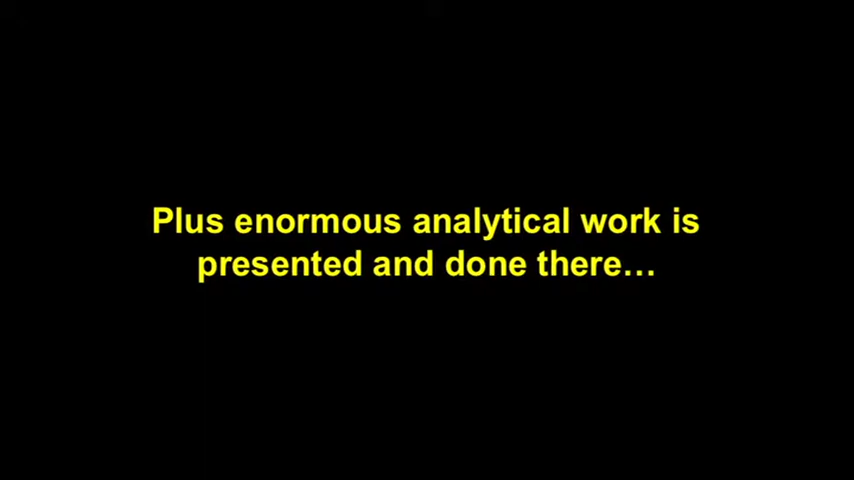 Plus enormous analytical work is
presented and done there…